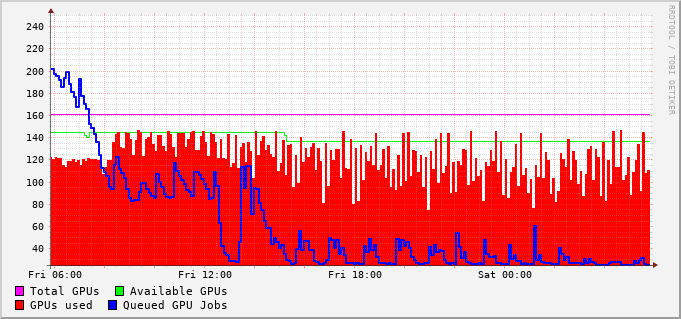 RRDTOOL / TOBI OETIKER
240
220
200
180
160
140
120
100
80
60
40
Fri 06:00 Fri 12:00 Fri 18:00 Sat 00:00
Total GPUs Available GPUs
GPUs used Queued GPU Jobs